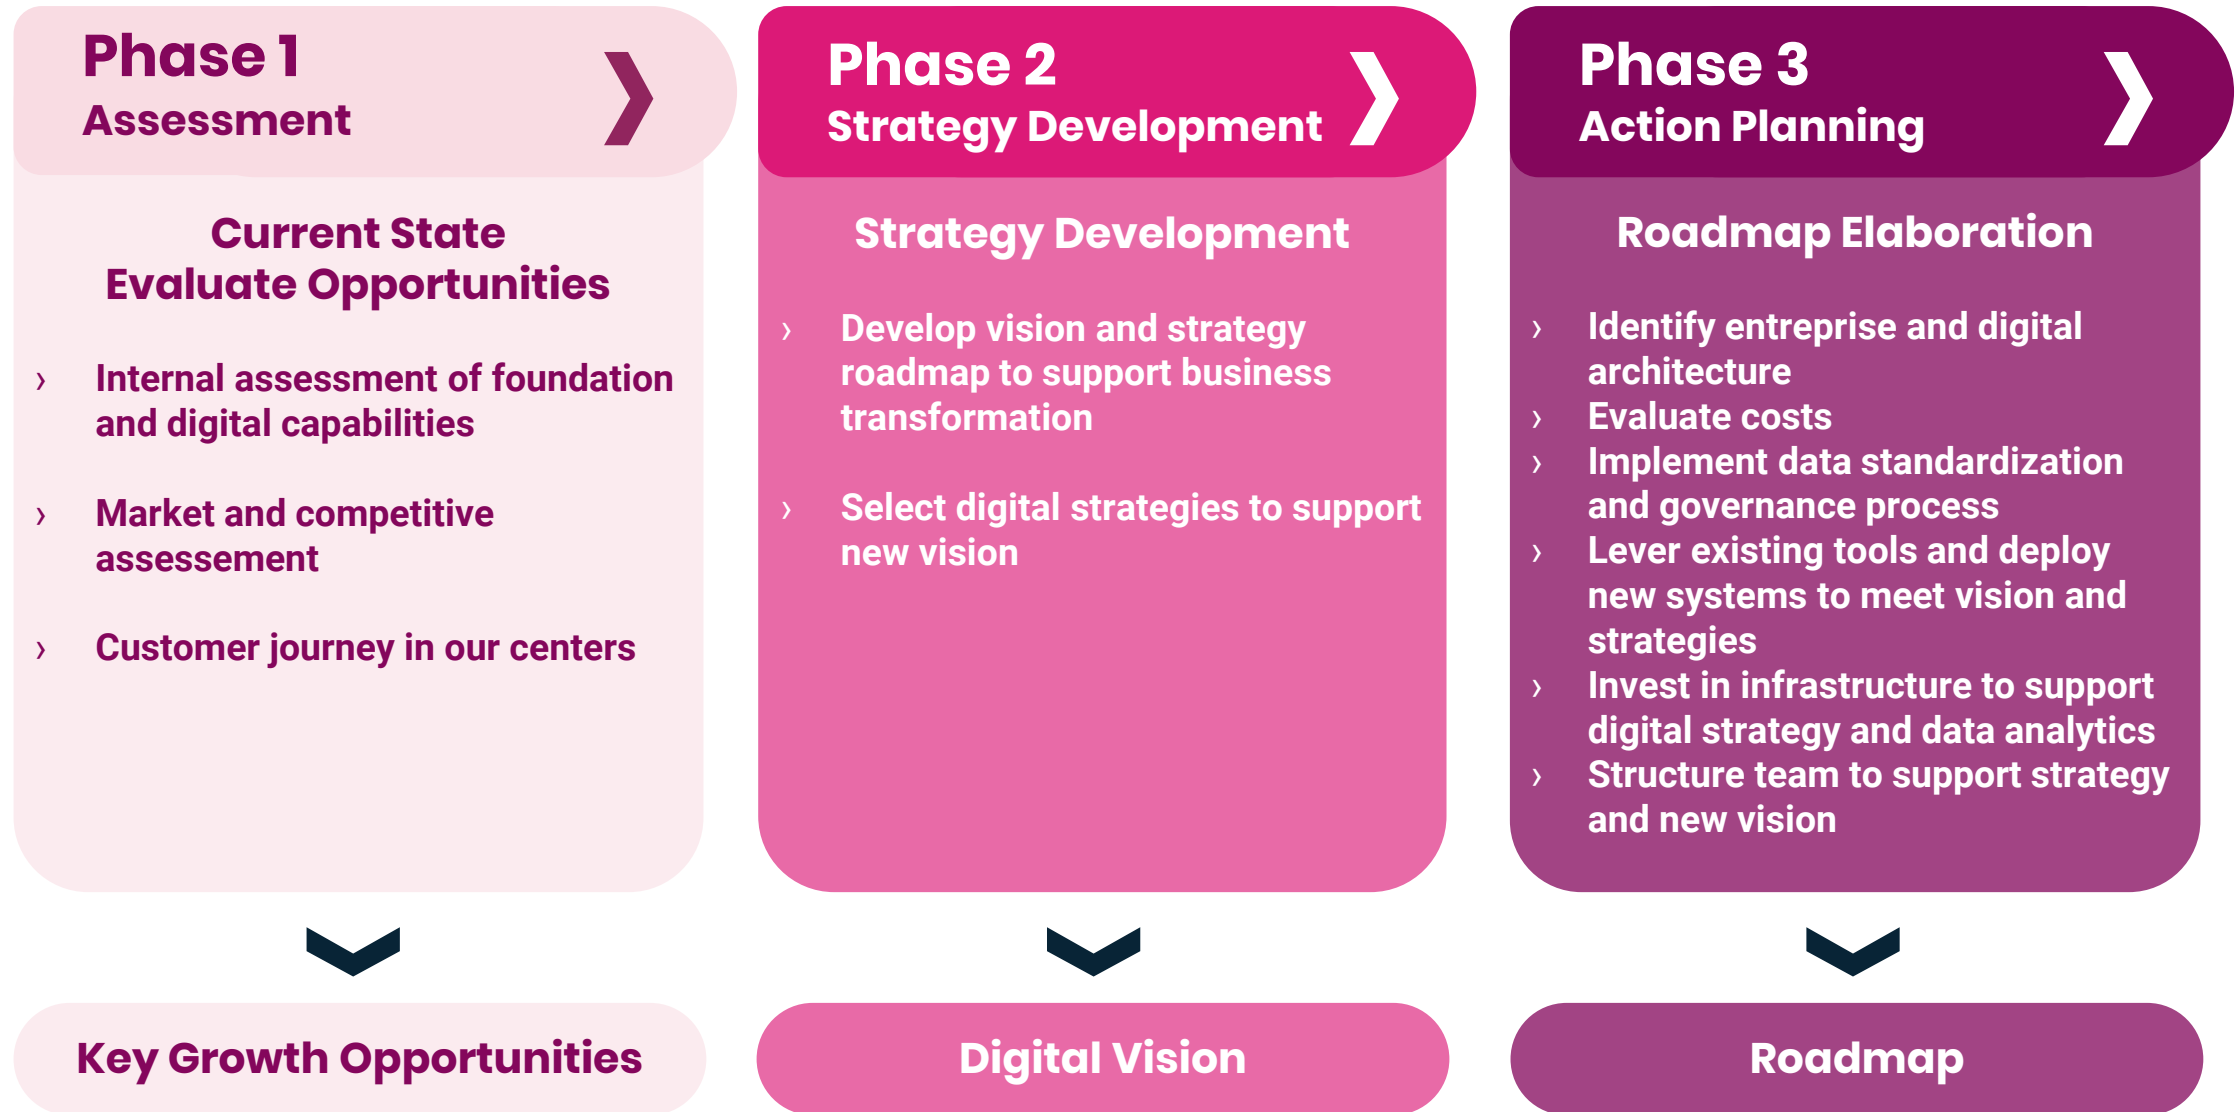 Phase 1
Assessment
Current State
Evaluate Opportunities
› Internal assessment of foundation
and digital capabilities
› Market and competitive
assessement
› Customer journey in our centers
Key Growth Opportunities
Phase 2
Strategy Development
Strategy Development
› Develop vision and strategy
roadmap to support business
transformation
› Select digital strategies to support
new vision
Digital Vision
Phase 3
Action Planning
Roadmap Elaboration
› Identify entreprise and digital
architecture
› Evaluate costs
› Implement data standardization
and governance process
› Lever existing tools and deploy
new systems to meet vision and
strategies
› Invest in infrastructure to support
digital strategy and data analytics
› Structure team to support strategy
and new vision
Roadmap